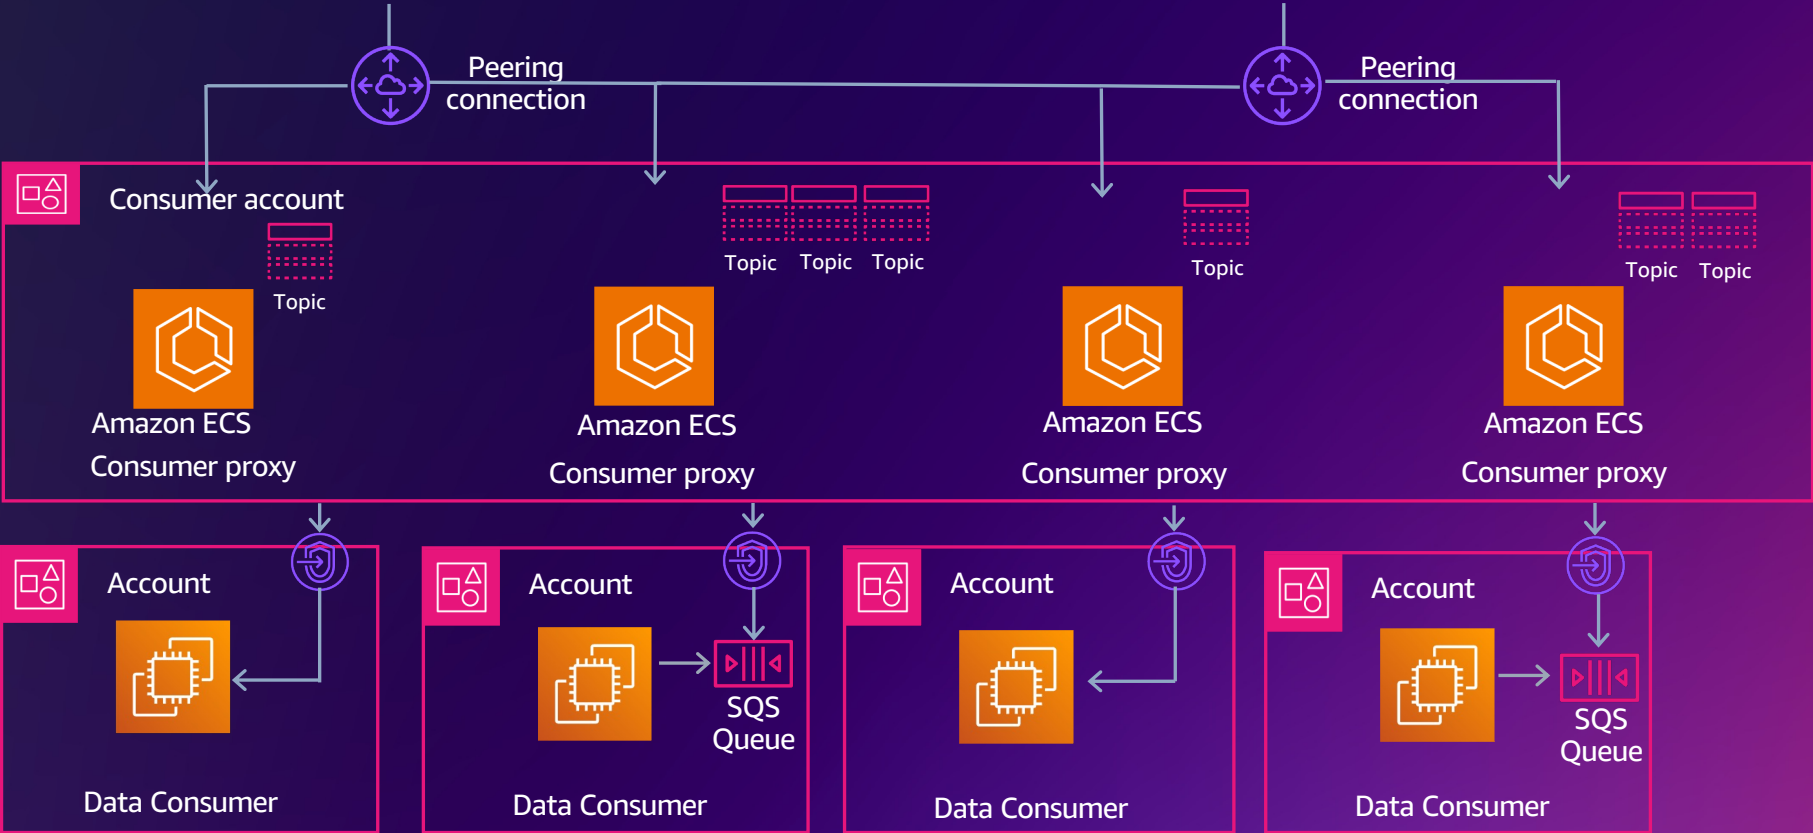 Peering
connection
Peering
connection
Consumer account
Topic
Topic
Topic
Topic
Topic
Topic
Topic
Amazon ECS
Consumer proxy
Amazon ECS
Consumer proxy
Amazon ECS
Consumer proxy
Amazon ECS
Consumer proxy
Account
Data Consumer
Account
SQS
Queue
Data Consumer
Account
Data Consumer
Account
SQS
Queue
Data Consumer